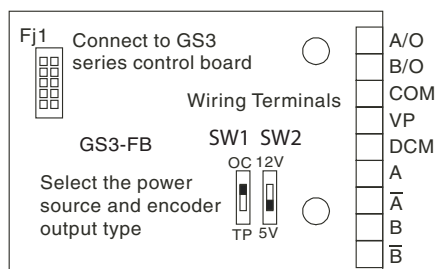 Fj1
Connect to GS3
series control board
Wiring Terminals
GS3-FB
SW1 SW2
OC 12V
Select the power
source and encoder
output type
TP 5V
A/O
B/O
COM
VP
DCM
A
A̅
B
B̅